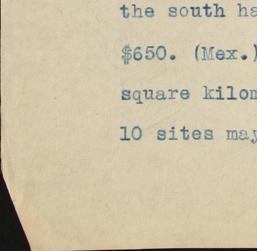 the south ha
$650. (Mex.)
square kilom
10 sites may